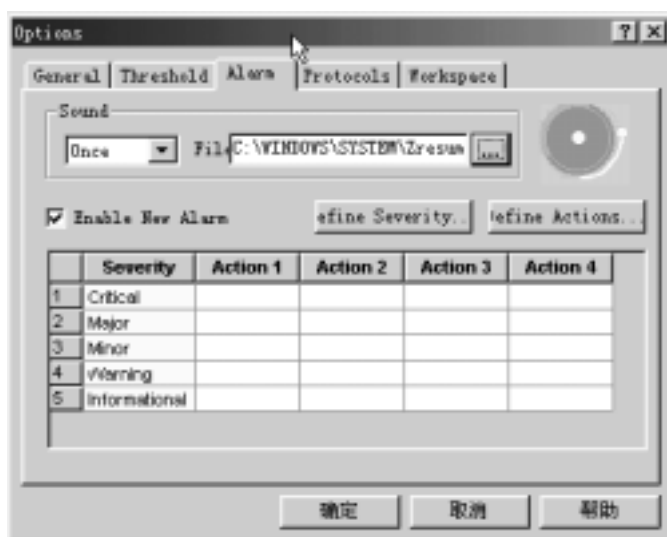 Options
General Threshold Alarm Protocols Workspace
Sound
Once File C:\WINDOWS\SYSTEM\Zresum ...
Enable New Alarm efine Severity.. efine Actions...
Severity Action 1 Action 2 Action 3 Action 4
1 Critical
2 Major
3 Minor
4 Warning
5 Informational
确定 取消 帮助